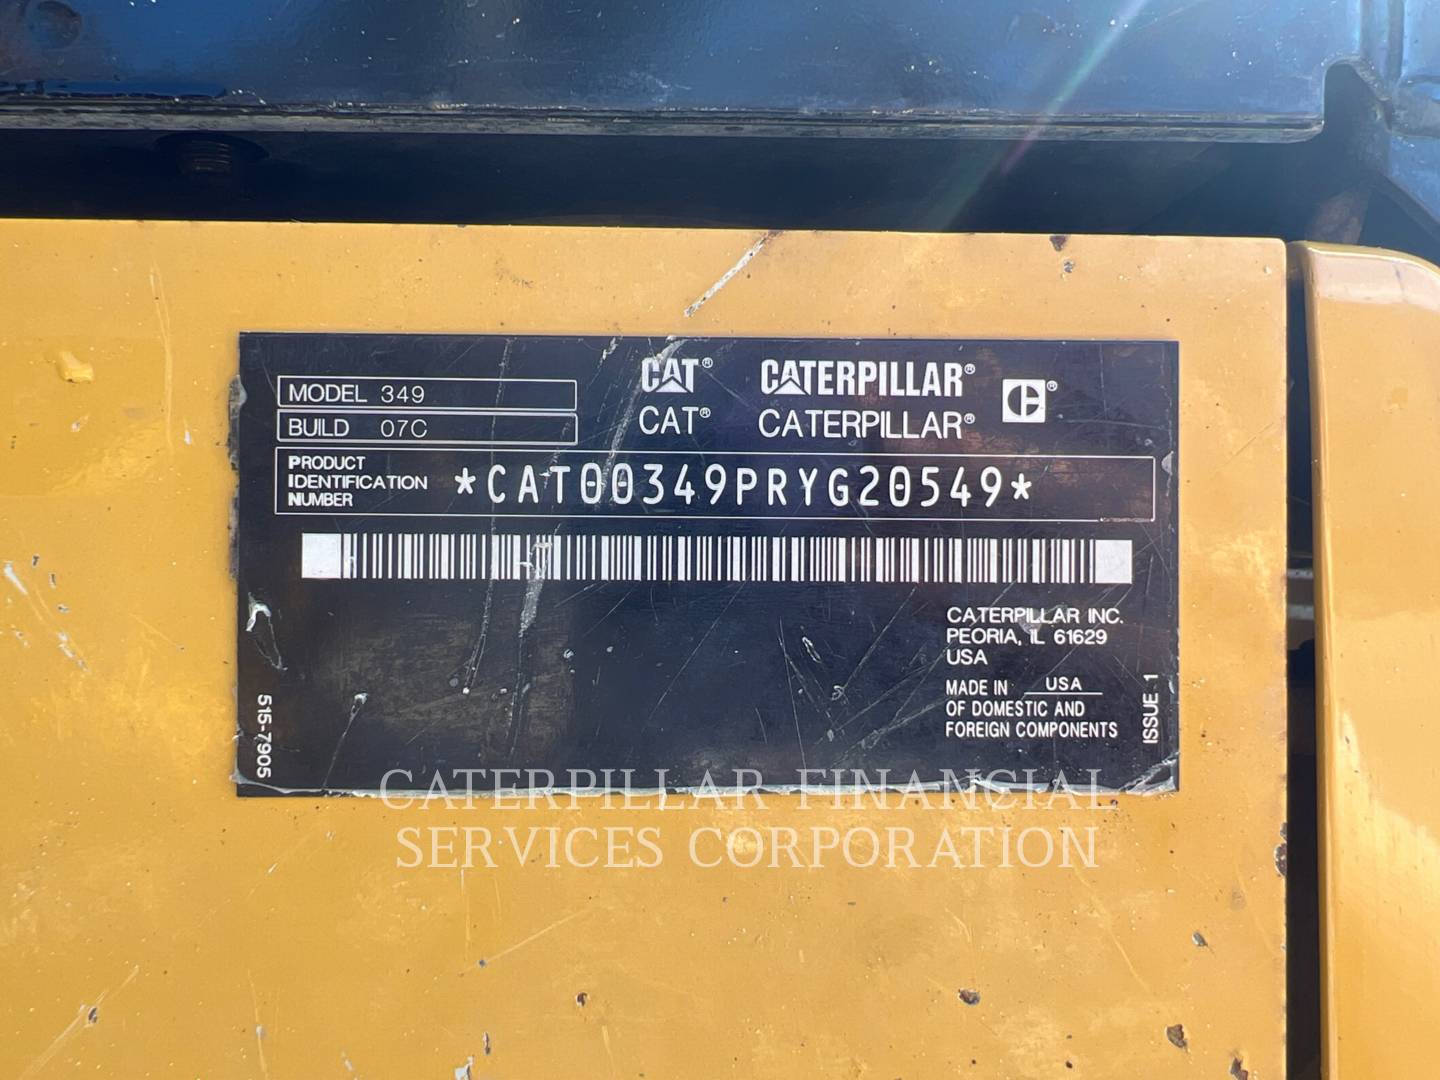 MODEL 349
BUILD 07C
CAT® CATERPILLAR®
CAT® CATERPILLAR® ®
PRODUCT
IDENTIFICATION
NUMBER
*CAT00349PRYG20549*
CATERPILLAR INC.
PEORIA, IL 61629
USA
MADE IN USA
OF DOMESTIC AND
FOREIGN COMPONENTS
ISSUE 1
515-7905
CATERPILLAR FINANCIAL
SERVICES CORPORATION